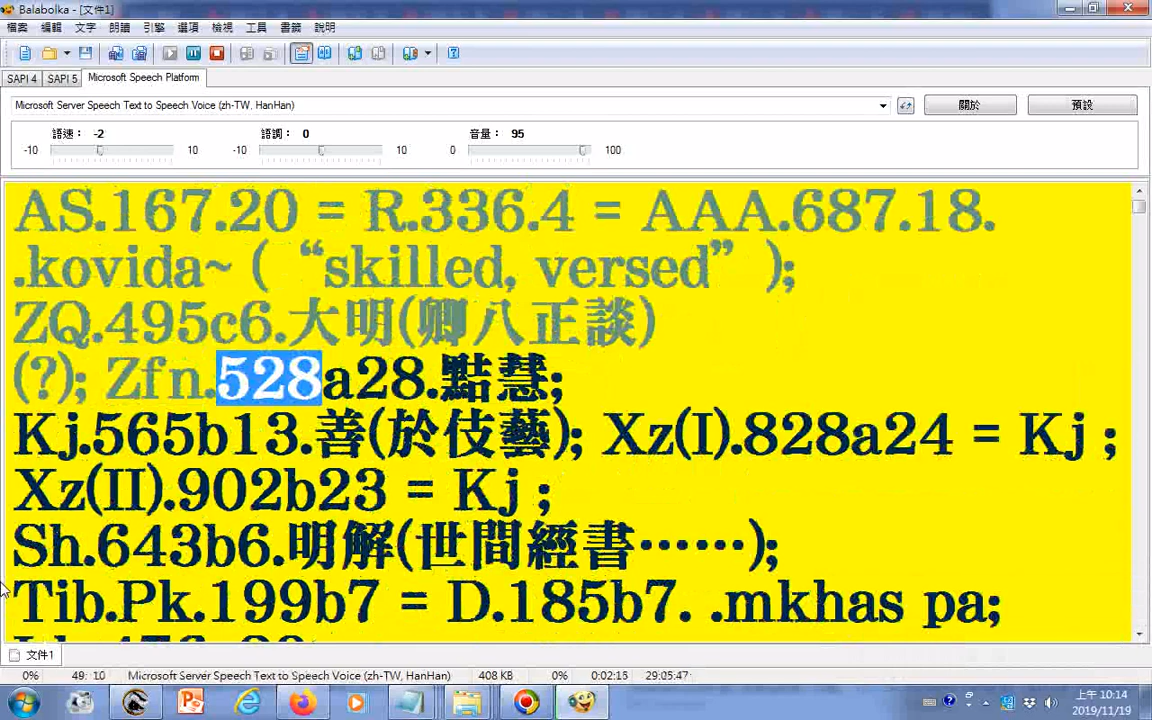 Balabolka - [文件1]
檔案 編輯 文字 朗讀 引擎 選項 檢視 工具 書籤 說明
SAPI 4 SAPI 5 Microsoft Speech Platform
Microsoft Server Speech Text to Speech Voice (zh-TW, HanHan) 關於 預設
語速： -2 語調： 0 音量： 95
-10 10 -10 10 0 100
AS.167.20 = R.336.4 = AAA.687.18.
.kovida~ (“skilled, versed”);
ZQ.495c6.大明(卿八正談)
(?); Zfn.528a28.黠慧;
Kj.565b13.善(於伎藝); Xz(I).828a24 = Kj ;
Xz(II).902b23 = Kj ;
Sh.643b6.明解(世間經書……);
Tib.Pk.199b7 = D.185b7. .mkhas pa;
文件1
0% 49: 10 Microsoft Server Speech Text to Speech Voice (zh-TW, HanHan) 408 KB 0% 0:02:15 29:05:47
上午 10:14
2019/11/19